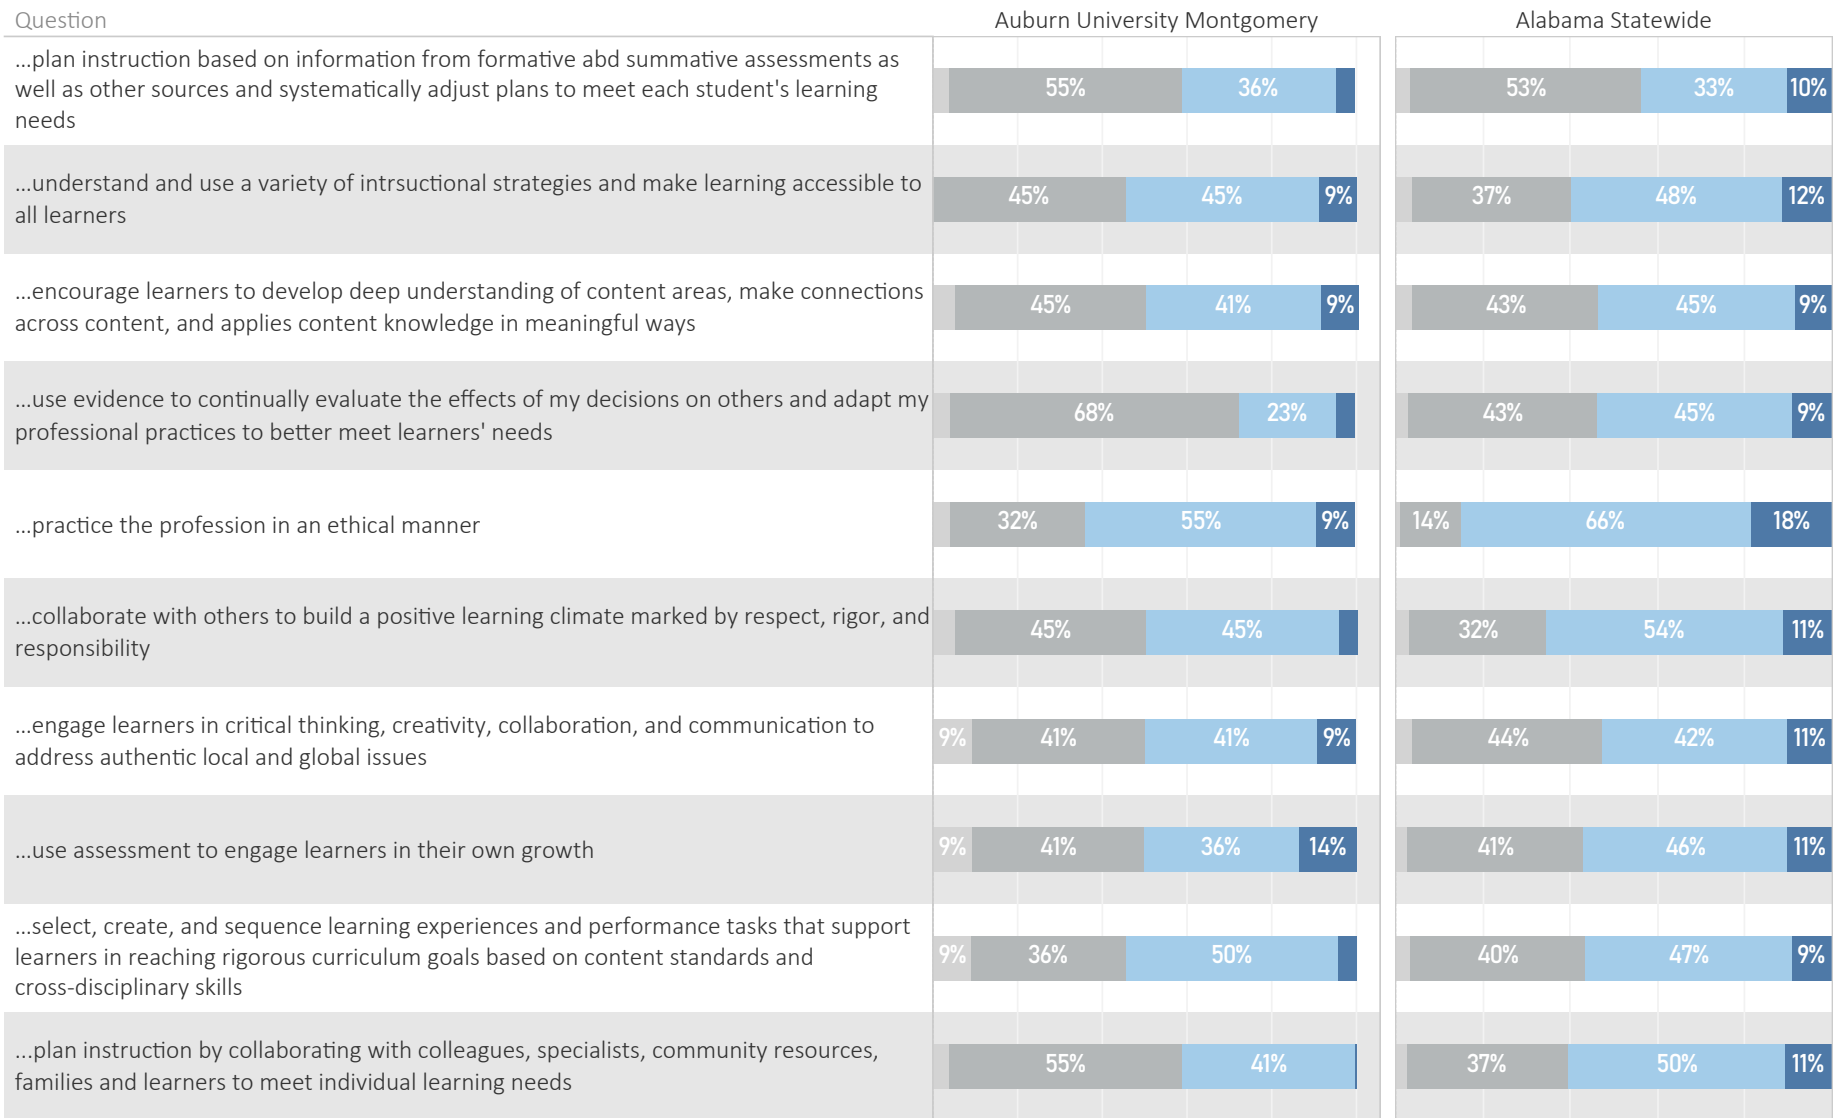 Question
Auburn University Montgomery
Alabama Statewide
...plan instruction based on information from formative abd summative assessments as
well as other sources and systematically adjust plans to meet each student's learning
needs
55% 36%
53% 33% 10%
...understand and use a variety of intrsuctional strategies and make learning accessible to
all learners
45% 45% 9%
37% 48% 12%
...encourage learners to develop deep understanding of content areas, make connections
across content, and applies content knowledge in meaningful ways
45% 41% 9%
43% 45% 9%
...use evidence to continually evaluate the effects of my decisions on others and adapt my
professional practices to better meet learners' needs
68% 23%
43% 45% 9%
...practice the profession in an ethical manner
32% 55% 9%
14% 66% 18%
...collaborate with others to build a positive learning climate marked by respect, rigor, and
responsibility
45% 45%
32% 54% 11%
...engage learners in critical thinking, creativity, collaboration, and communication to
address authentic local and global issues
9% 41% 41% 9%
44% 42% 11%
...use assessment to engage learners in their own growth
9% 41% 36% 14%
41% 46% 11%
...select, create, and sequence learning experiences and performance tasks that support
learners in reaching rigorous curriculum goals based on content standards and
cross-disciplinary skills
9% 36% 50%
40% 47% 9%
...plan instruction by collaborating with colleagues, specialists, community resources,
families and learners to meet individual learning needs
55% 41%
37% 50% 11%